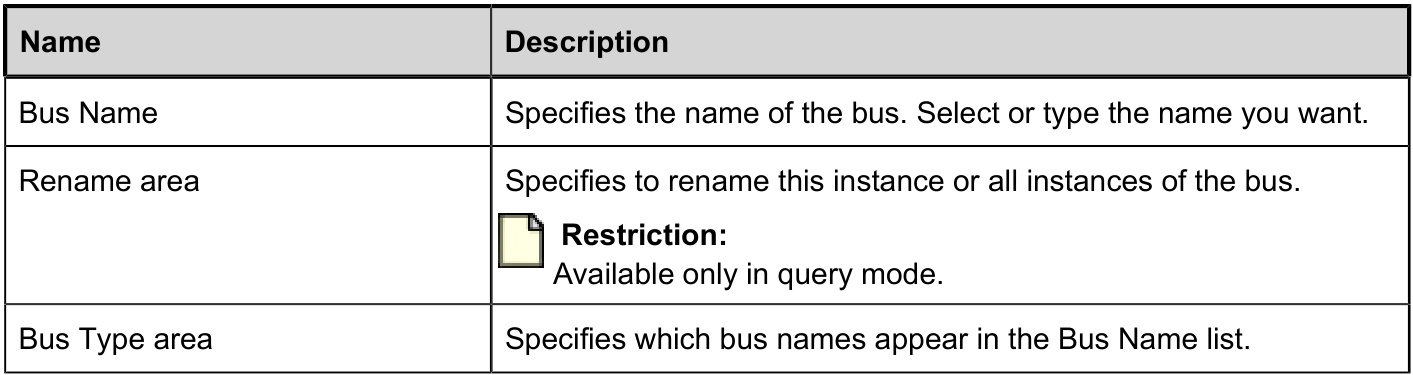 Name Description
Bus Name Specifies the name of the bus. Select or type the name you want.
Rename area Specifies to rename this instance or all instances of the bus.
Restriction:
Available only in query mode.
Bus Type area Specifies which bus names appear in the Bus Name list.